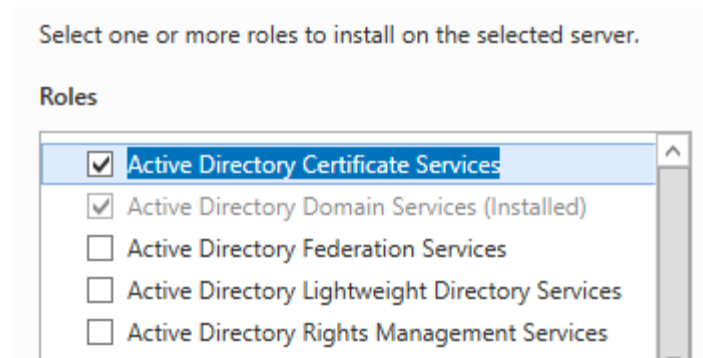 Select one or more roles to install on the selected server.
Roles
Active Directory Certificate Services
Active Directory Domain Services (Installed)
Active Directory Federation Services
Active Directory Lightweight Directory Services
Active Directory Rights Management Services